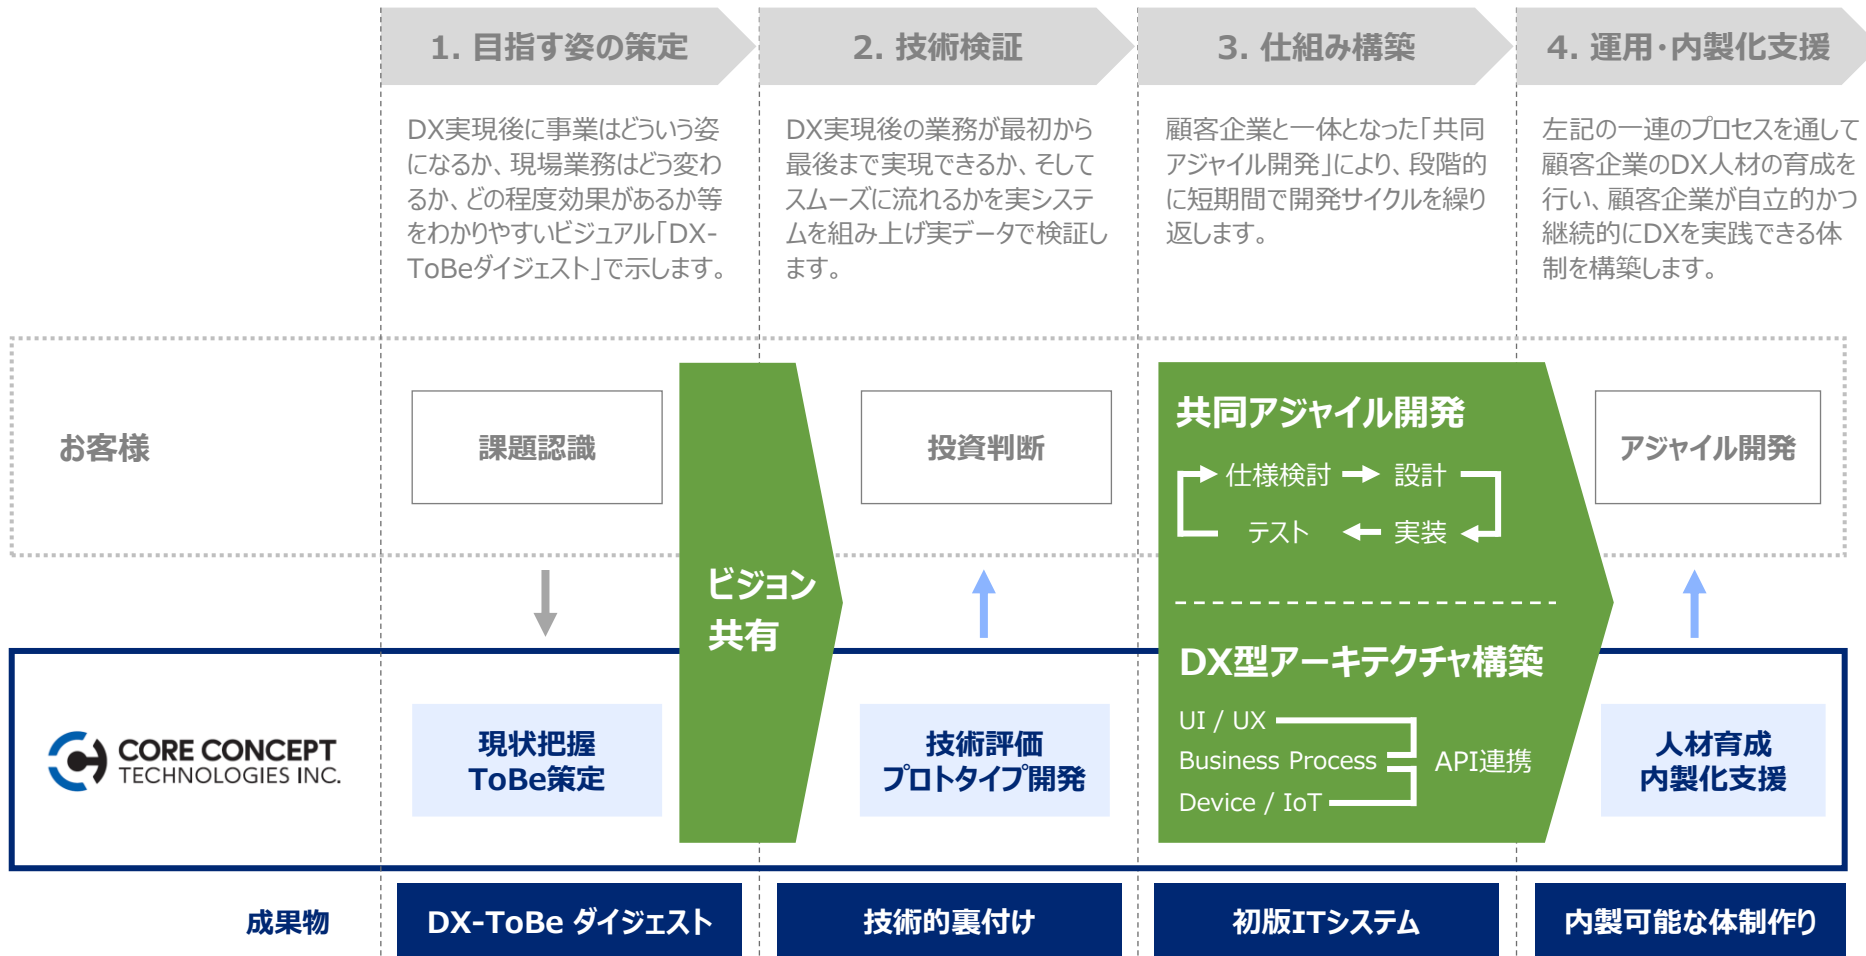 1. 目指す姿の策定
2. 技術検証
3. 仕組み構築
4. 運用・内製化支援
DX実現後に事業はどういう姿
になるか、現場業務はどう変わ
るか、どの程度効果があるか等
をわかりやすいビジュアル「DX-
ToBeダイジェスト」で示します。
DX実現後の業務が最初から
最後まで実現できるか、そして
スムーズに流れるかを実システ
ムを組み上げ実データで検証し
ます。
顧客企業と一体となった「共同
アジャイル開発」により、段階的
に短期間で開発サイクルを繰り
返します。
左記の一連のプロセスを通して
顧客企業のDX人材の育成を
行い、顧客企業が自立的かつ
継続的にDXを実践できる体
制を構築します。
お客様
課題認識
ビジョン
共有
投資判断
共同アジャイル開発
仕様検討
設計
テスト
実装
アジャイル開発
DX型アーキテクチャ構築
UI / UX
Business Process
Device / IoT
API連携
CORE CONCEPT
TECHNOLOGIES INC.
現状把握
ToBe策定
技術評価
プロトタイプ開発
人材育成
内製化支援
成果物
DX-ToBe ダイジェスト
技術的裏付け
初版ITシステム
内製可能な体制作り